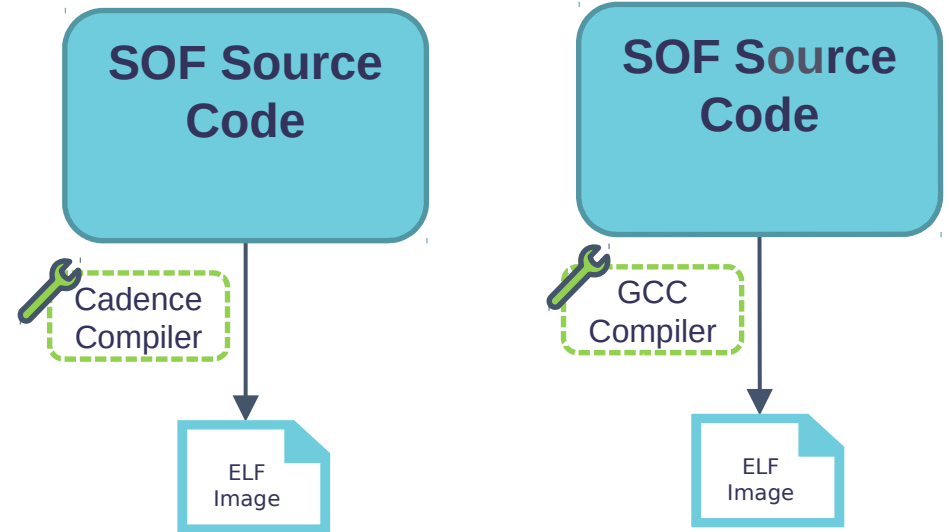 SOF Source
Code
Cadence
Compiler
ELF
Image
SOF Source
Code
GCC
Compiler
ELF
Image